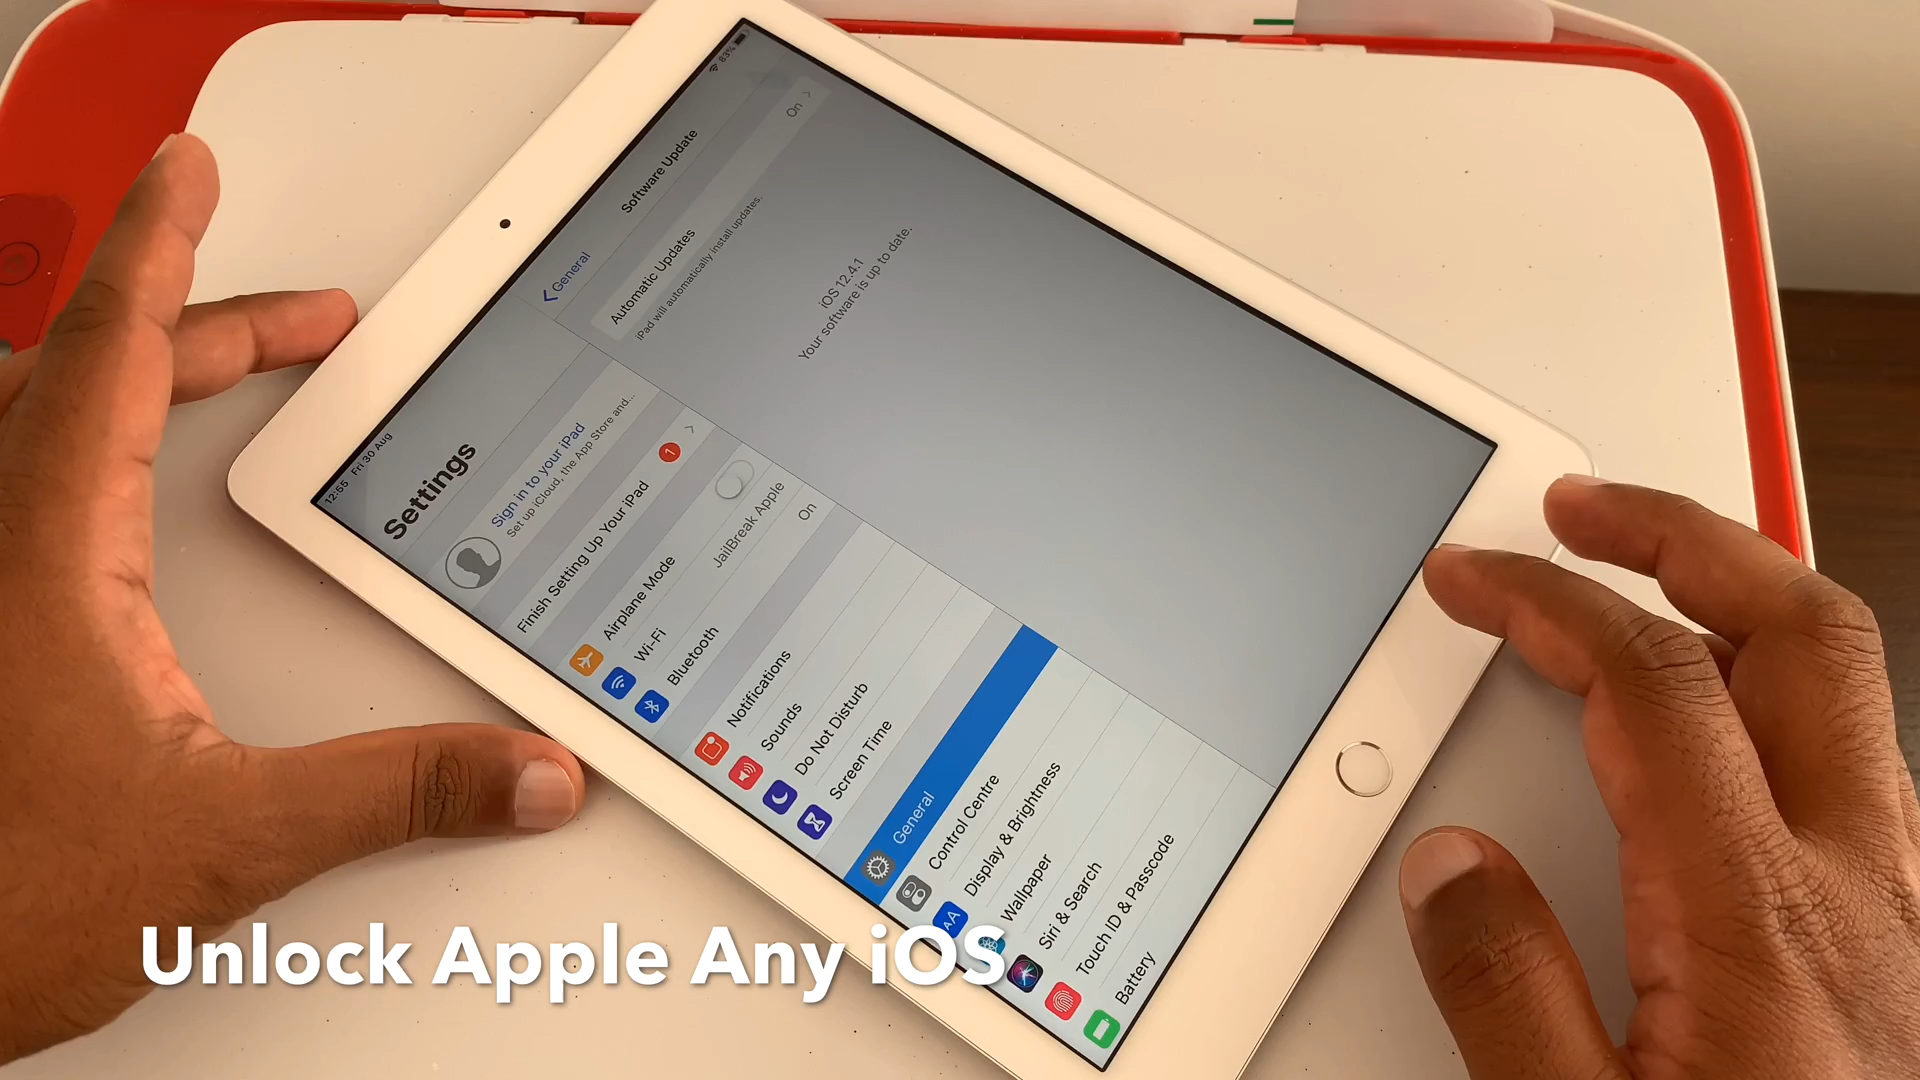 12:55 Fri 30 Aug
83%
Settings
Sign in to your iPad
Set up iCloud, the App Store and...
Finish Setting Up Your iPad
1
Airplane Mode
Wi-Fi JailBreak Apple
Bluetooth On
Notifications
Sounds
Do Not Disturb
Screen Time
General
Control Centre
AA
Display & Brightness
Wallpaper
Siri & Search
Touch ID & Passcode
Battery
General
Software Update
Automatic Updates On
iPad will automatically install updates.
iOS 12.4.1
Your software is up to date.
Unlock Apple Any iOS